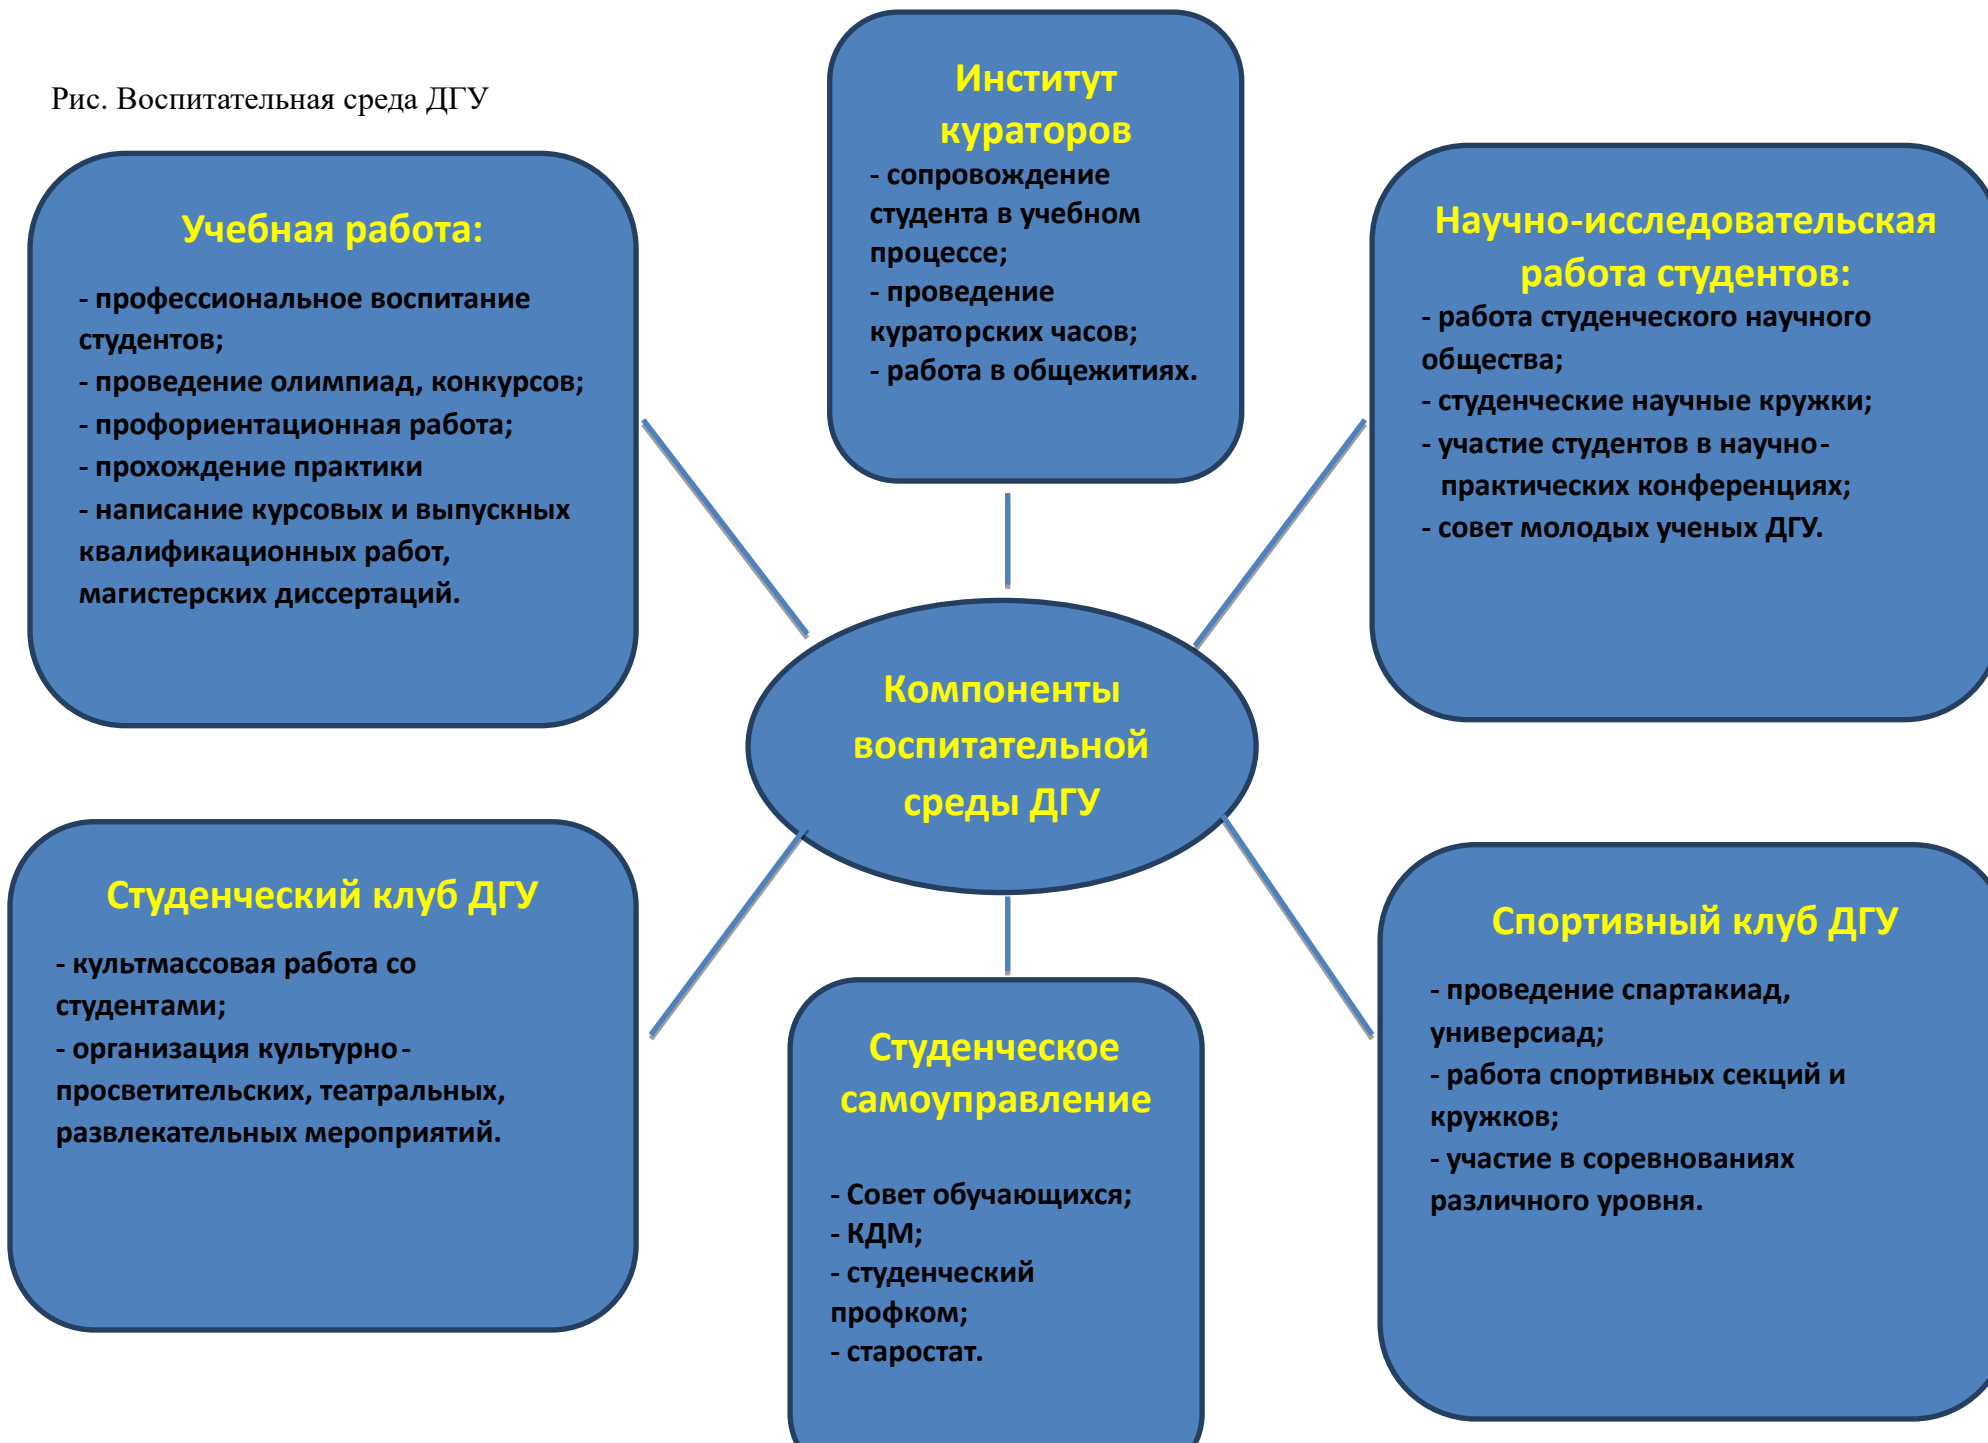 Рис. Воспитательная среда ДГУ
Институт
кураторов
- сопровождение
студента в учебном
процессе;
- проведение
кураторских часов;
- работа в общежитиях.
Учебная работа:
- профессиональное воспитание
студентов;
- проведение олимпиад, конкурсов;
- профориентационная работа;
- прохождение практики
- написание курсовых и выпускных
квалификационных работ,
магистерских диссертаций.
Научно-исследовательская
работа студентов:
- работа студенческого научного
общества;
- студенческие научные кружки;
- участие студентов в научно-
практических конференциях;
- совет молодых ученых ДГУ.
Компоненты
воспитательной
среды ДГУ
Студенческий клуб ДГУ
- культмассовая работа со
студентами;
- организация культурно-
просветительских, театральных,
развлекательных мероприятий.
Студенческое
самоуправление
- Совет обучающихся;
- КДМ;
- студенческий
профком;
- старостат.
Спортивный клуб ДГУ
- проведение спартакиад,
универсиад;
- работа спортивных секций и
кружков;
- участие в соревнованиях
различного уровня.